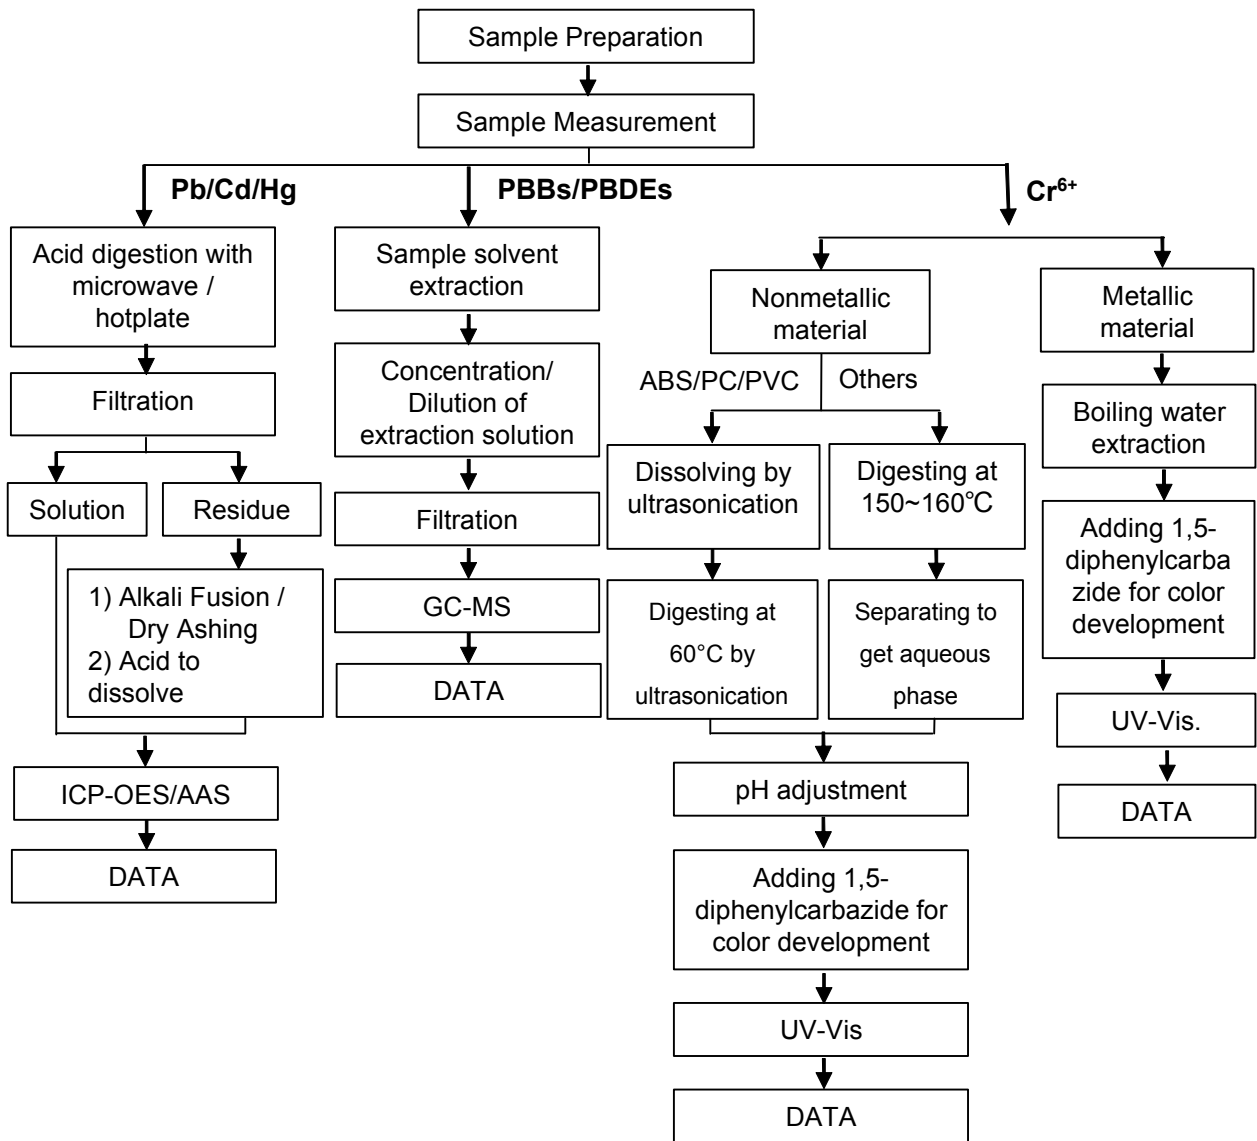 Sample Preparation
Sample Measurement
Pb/Cd/Hg
PBBs/PBDEs
Cr⁶⁺
Acid digestion with
microwave /
hotplate
Filtration
Solution
Residue
1) Alkali Fusion /
Dry Ashing
2) Acid to
dissolve
ICP-OES/AAS
DATA
Sample solvent
extraction
Concentration/
Dilution of
extraction solution
Filtration
GC-MS
DATA
Nonmetallic
material
ABS/PC/PVC
Others
Dissolving by
ultrasonication
Digesting at
60°C by
ultrasonication
Digesting at
150~160℃
Separating to
get aqueous
phase
pH adjustment
Adding 1,5-
diphenylcarbazide for
color development
UV-Vis
DATA
Metallic
material
Boiling water
extraction
Adding 1,5-
diphenylcarba
zide for color
development
UV-Vis.
DATA